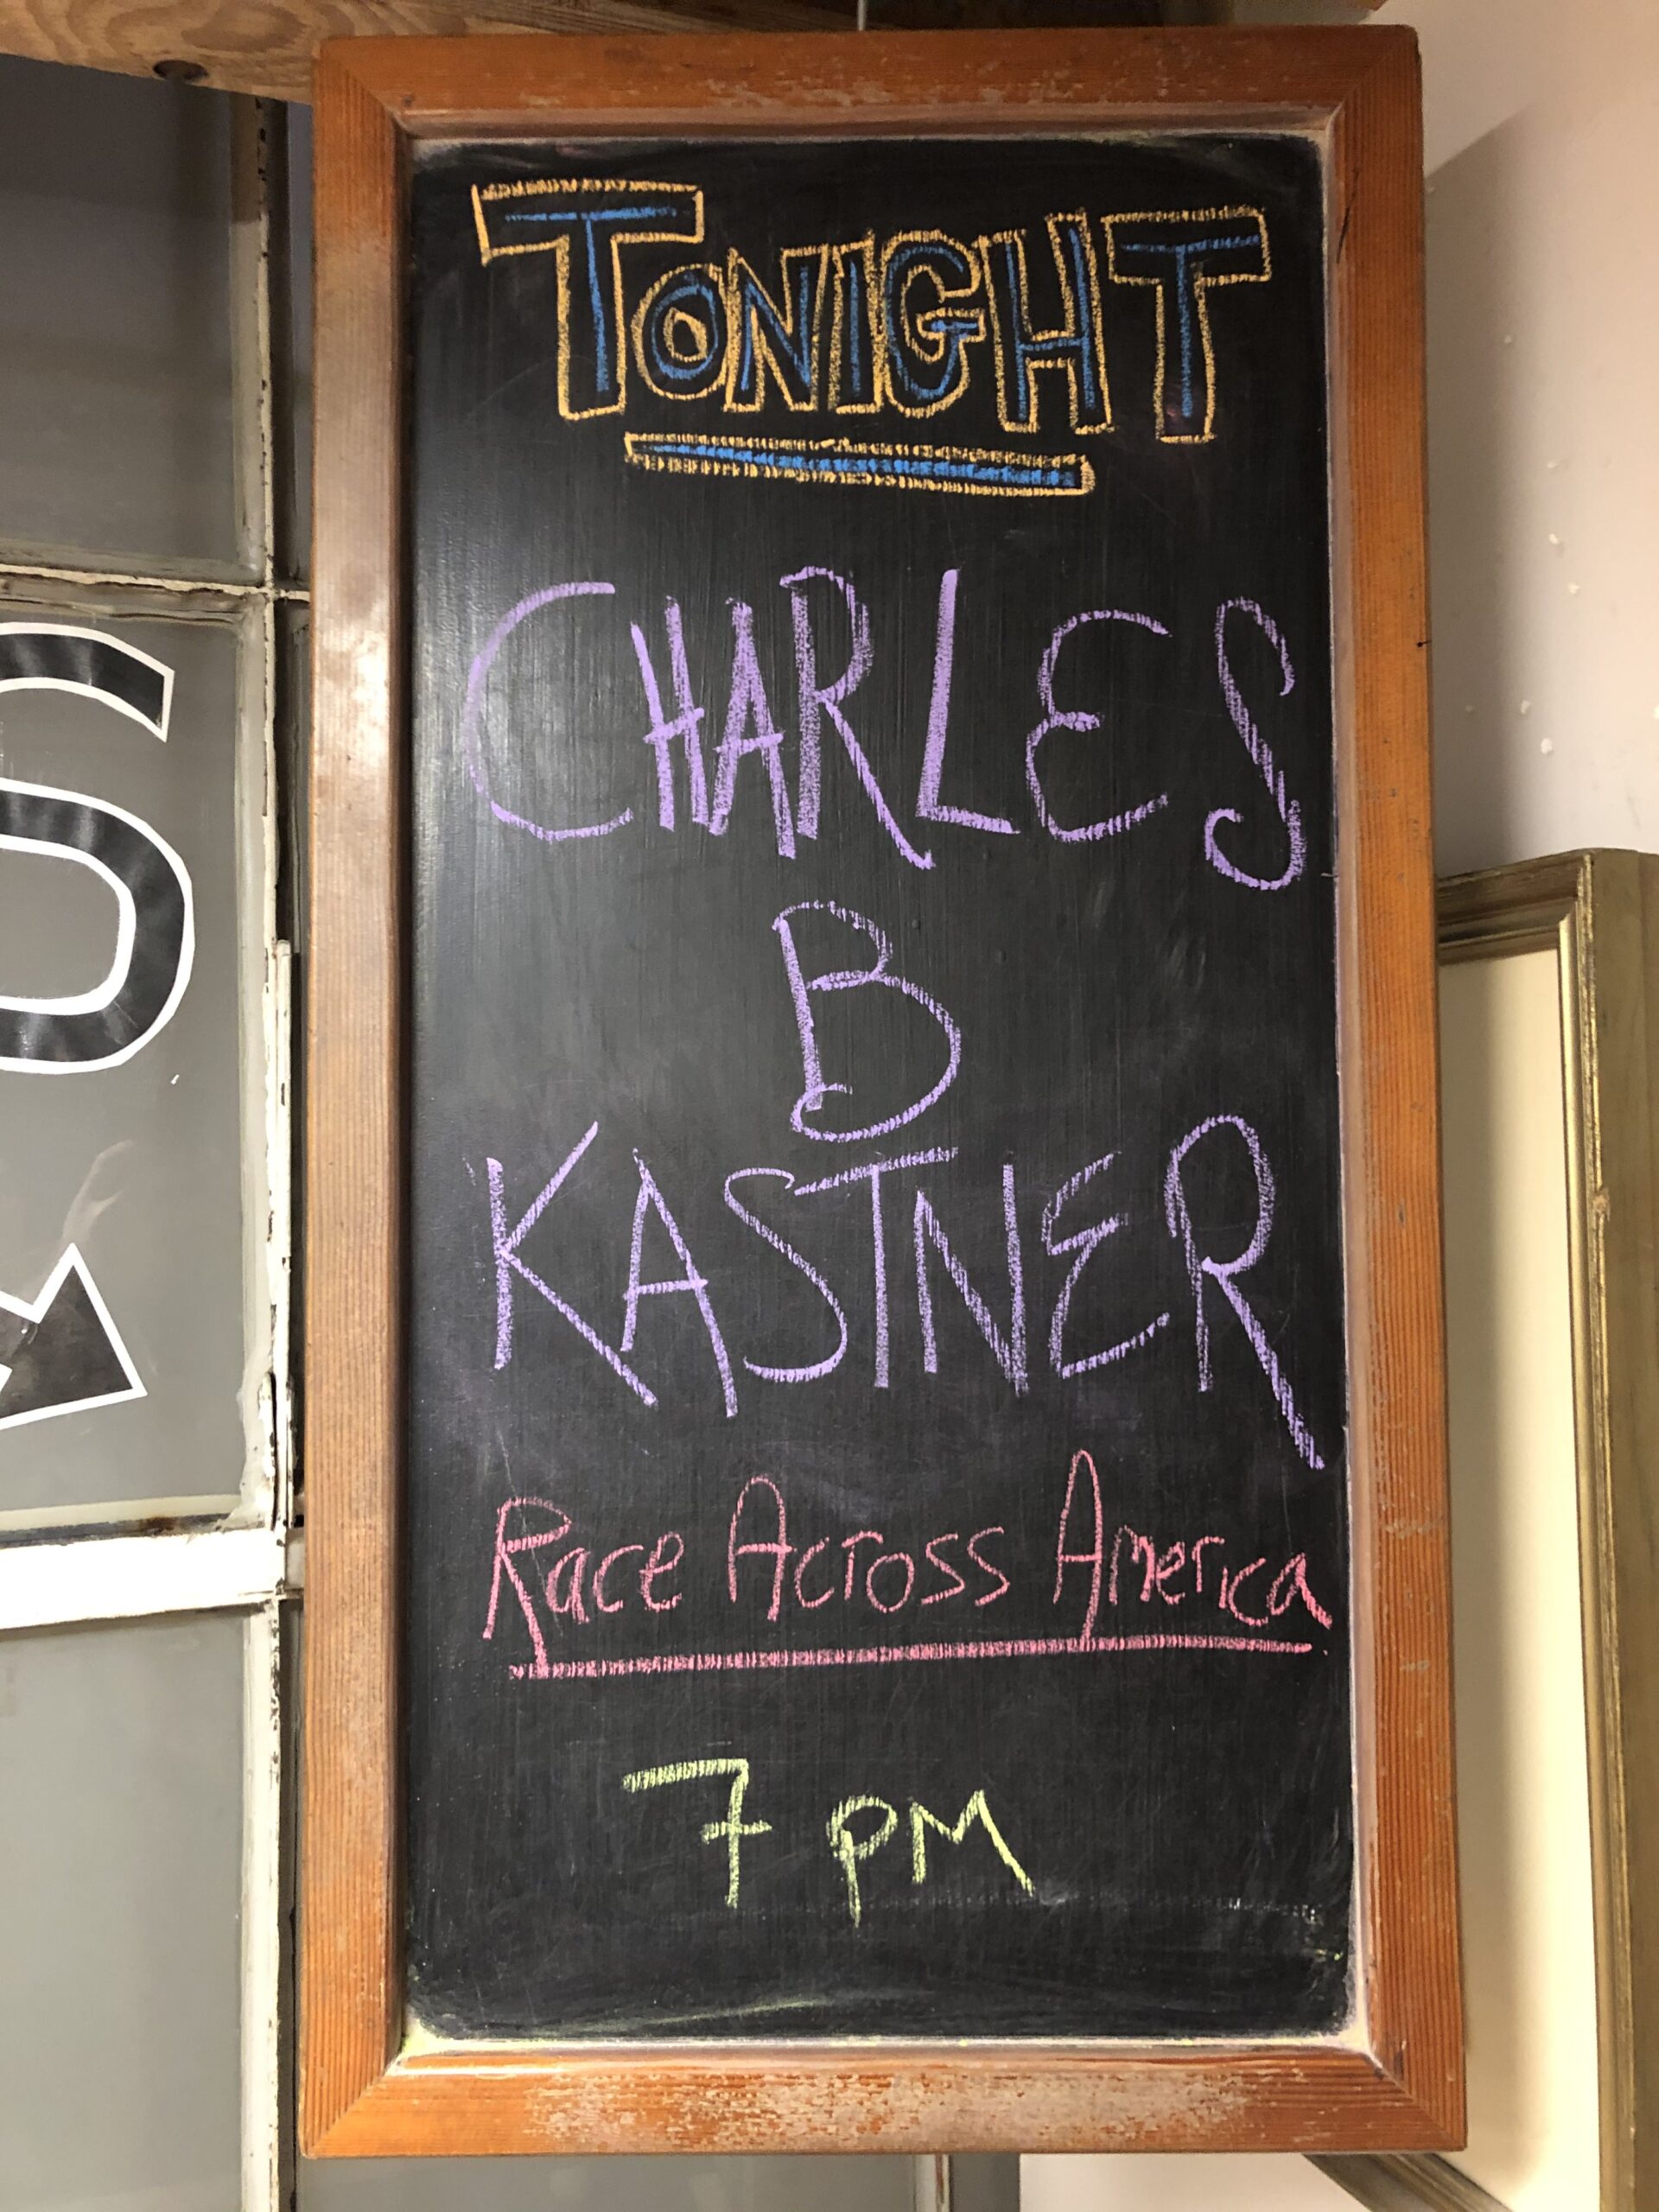 TONIGHT
CHARLES
B
KASTNER
Race Across America
7 PM